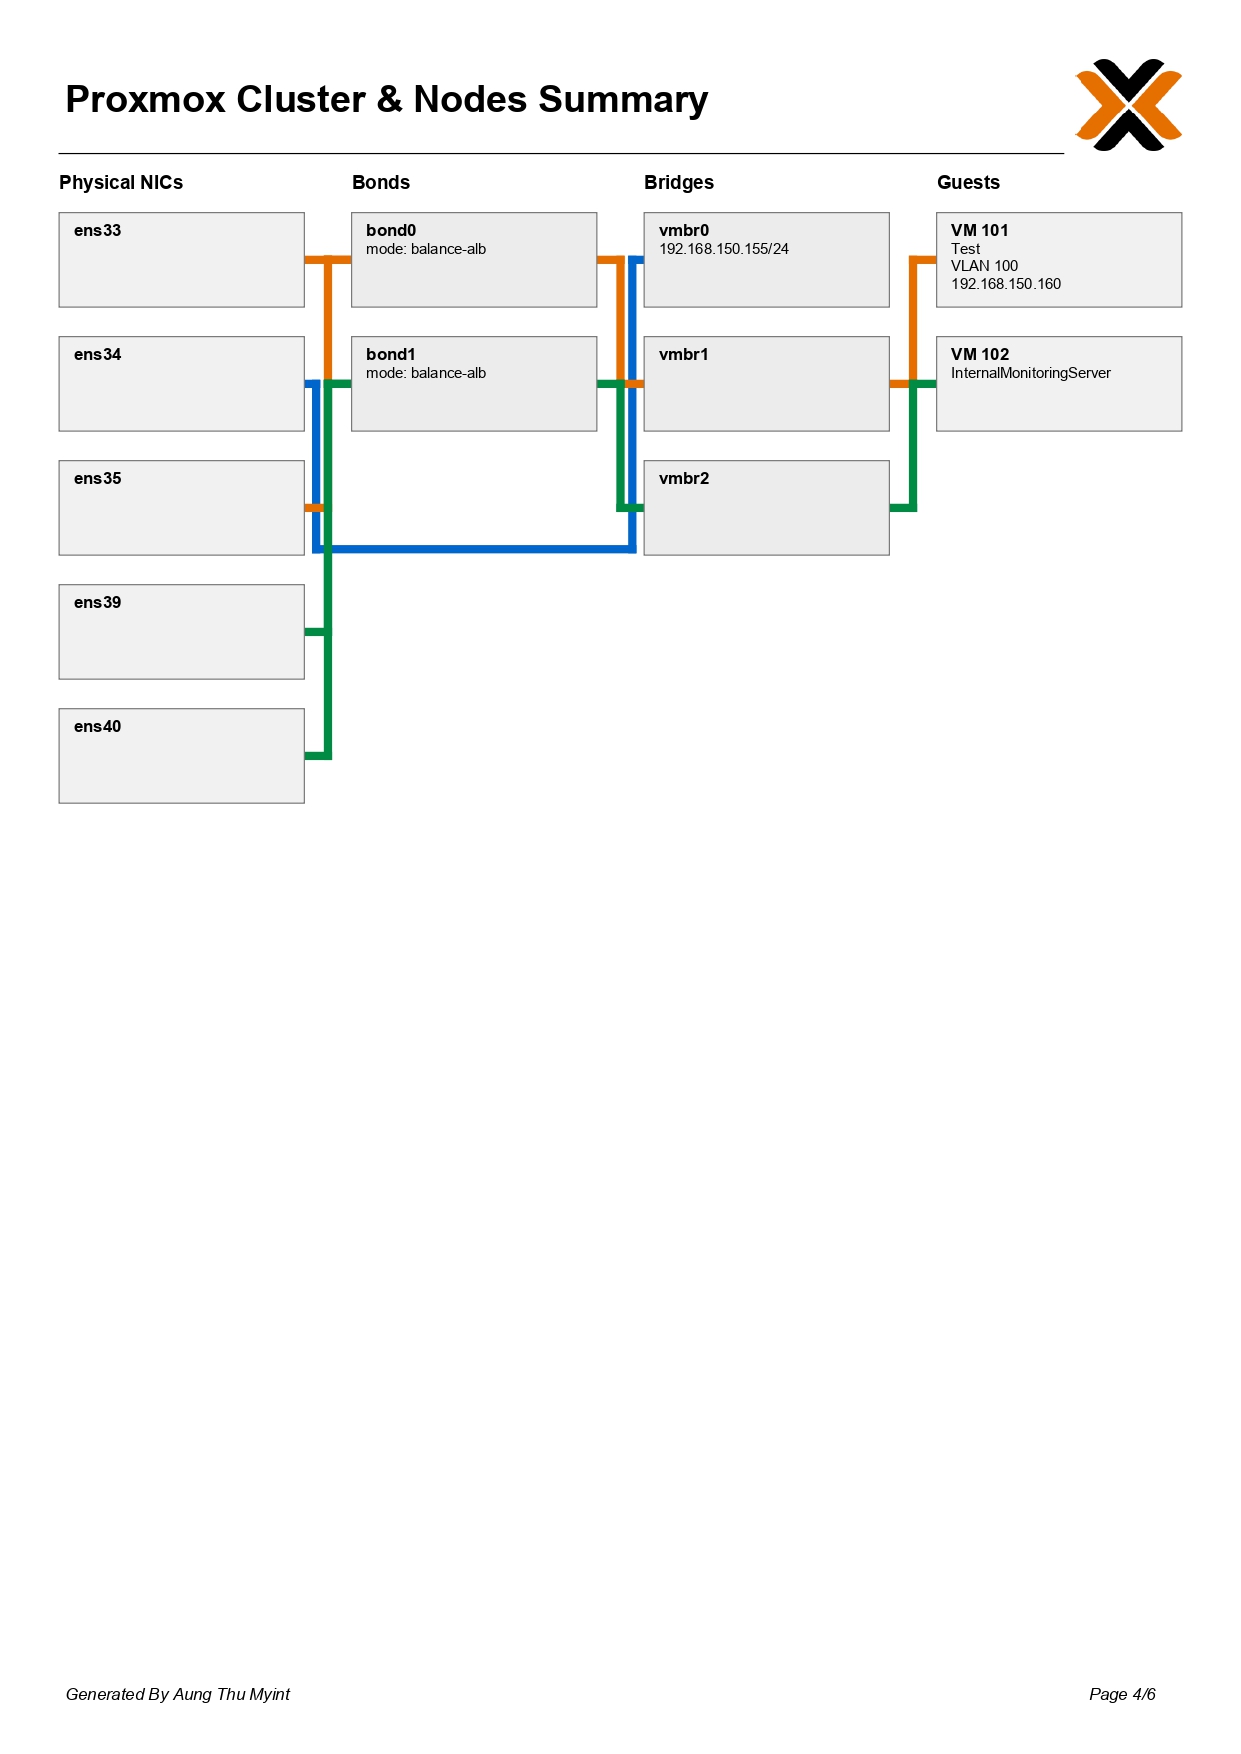 Proxmox Cluster & Nodes Summary
Physical NICs
Bonds
Bridges
Guests
ens33
bond0
mode: balance-alb
vmbr0
192.168.150.155/24
VM 101
Test
VLAN 100
192.168.150.160
ens34
bond1
mode: balance-alb
vmbr1
VM 102
InternalMonitoringServer
ens35
vmbr2
ens39
ens40
Generated By Aung Thu Myint
Page 4/6